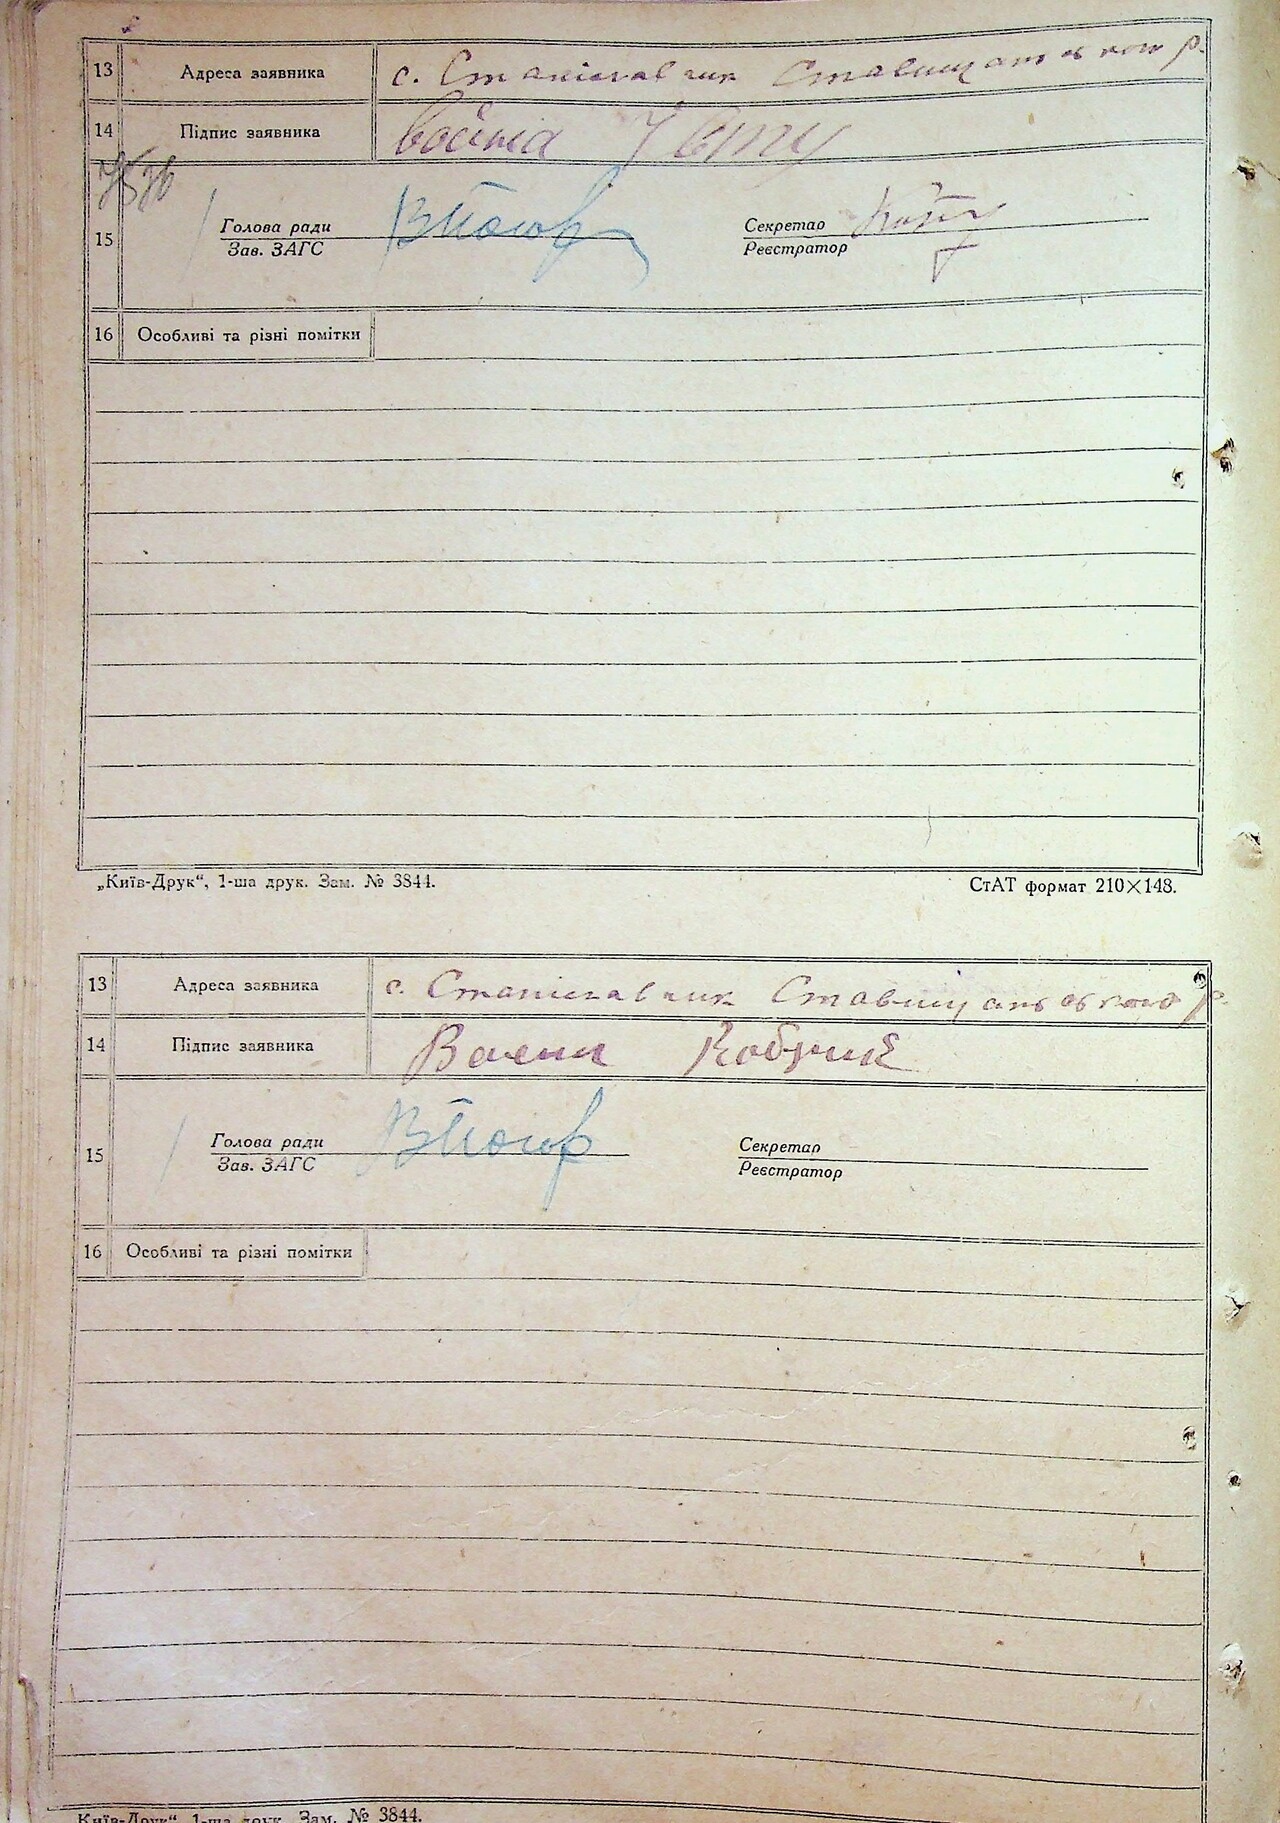 13 Адреса заявника с. Станіславчик Ставищанського р.
14 Підпис заявника Война
15 Голова ради Секретар
Зав. ЗАГС Реєстратор
16 Особливі та різні помітки
„Київ-Друк“, 1-ша друк. Зам. № 3844. СтАТ формат 210×148.
13 Адреса заявника с. Станіславчик Ставищанського р.
14 Підпис заявника
15 Голова ради Секретар
Зав. ЗАГС Реєстратор
16 Особливі та різні помітки
Київ-Друк“, 1-ша друк. Зам. № 3844.